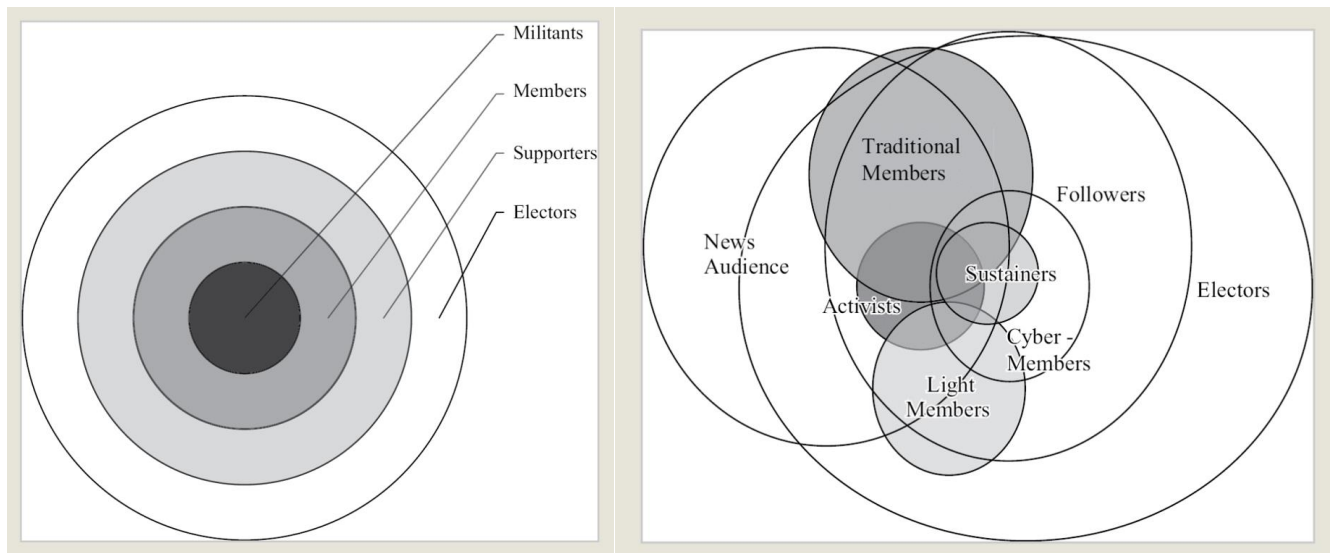 Militants
Members
Supporters
Electors
Traditional
Members
Followers
News
Audience
Sustainers
Electors
Activists
Cyber -
Members
Light
Members